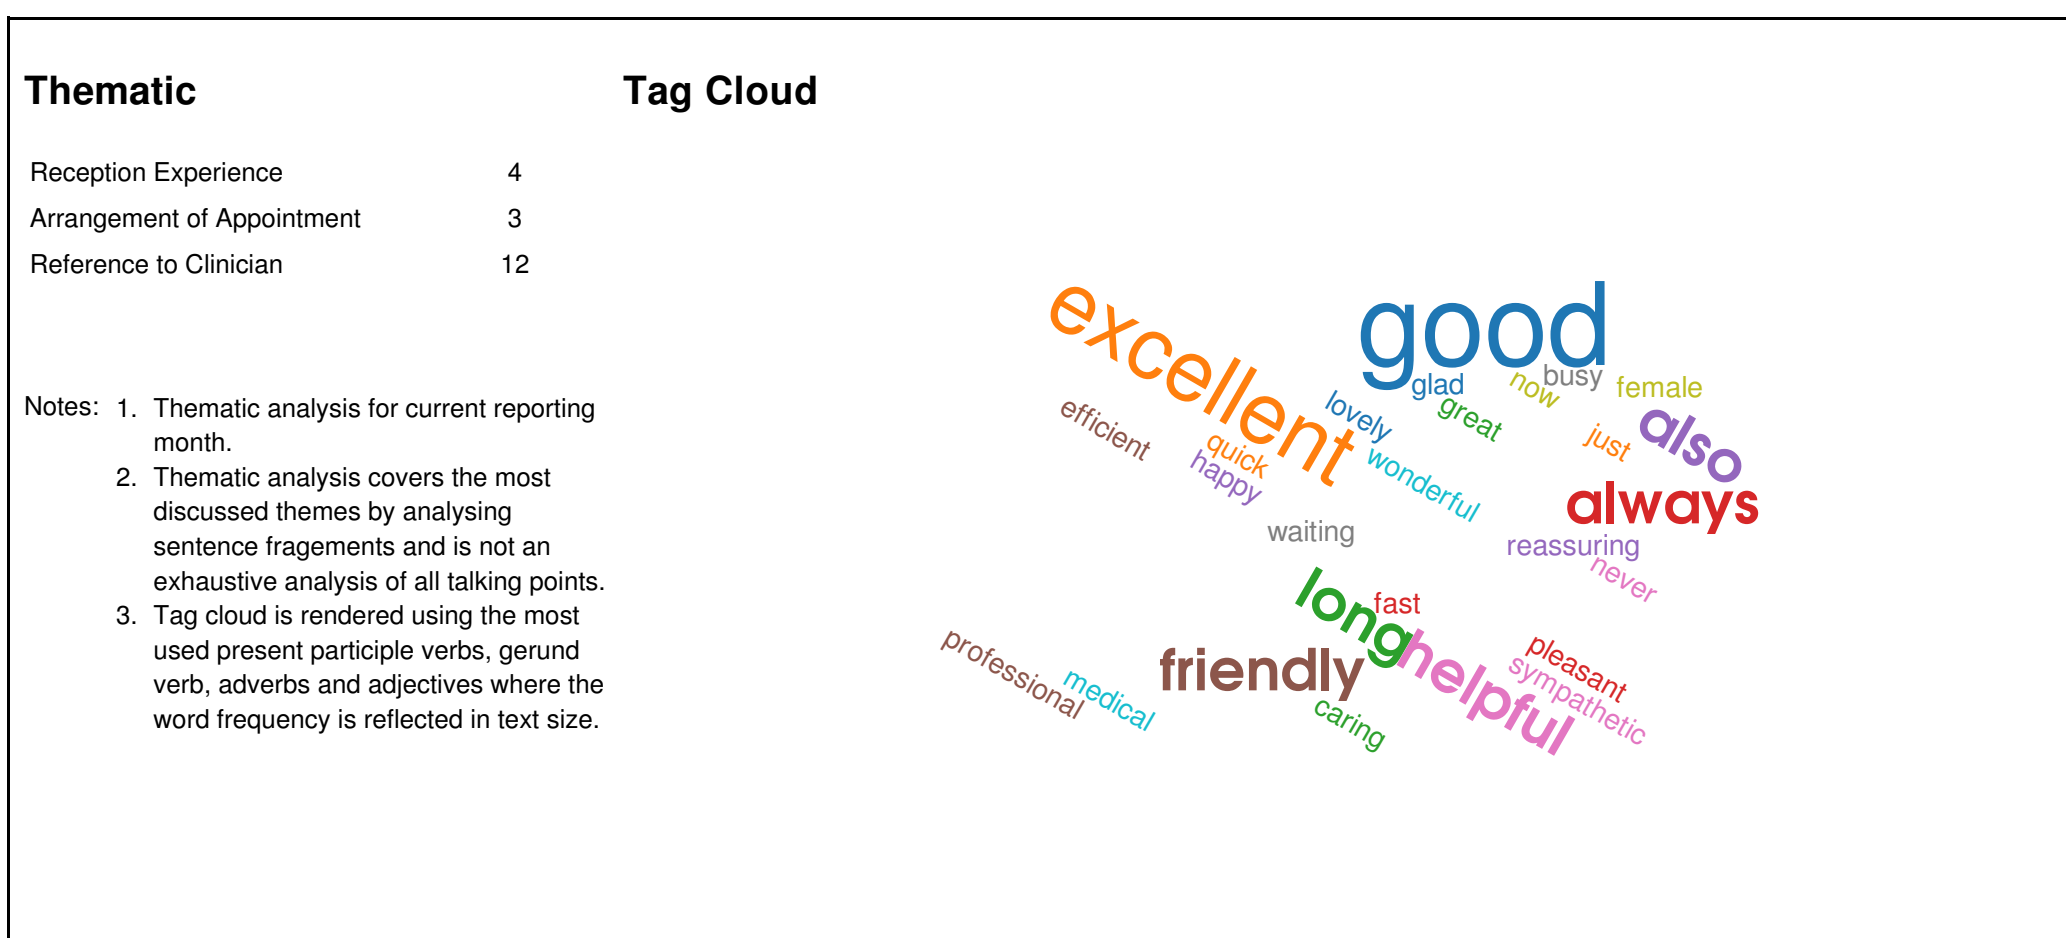 Thematic
Tag Cloud
Reception Experience 4
Arrangement of Appointment 3
Reference to Clinician 12
Notes: 1. Thematic analysis for current reporting
month.
2. Thematic analysis covers the most
discussed themes by analysing
sentence fragements and is not an
exhaustive analysis of all talking points.
3. Tag cloud is rendered using the most
used present participle verbs, gerund
verb, adverbs and adjectives where the
word frequency is reflected in text size.
excellent
good
glad
now
busy
female
lovely
great
efficient
quick
happy
wonderful
just
also
always
waiting
reassuring
never
long
fast
helpful
friendly
professional
medical
caring
pleasant
sympathetic